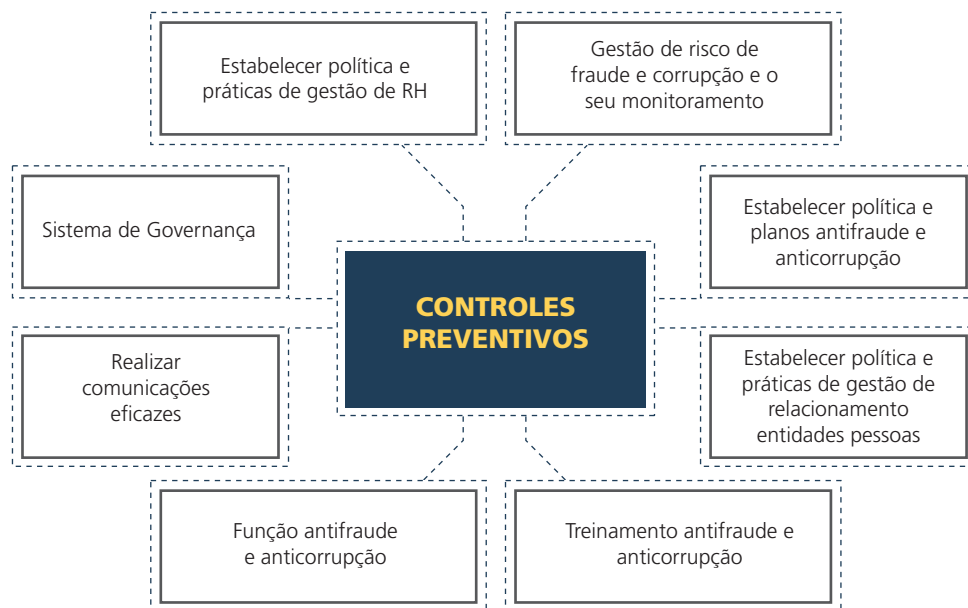 Estabelecer política e
práticas de gestão de RH
Gestão de risco de
fraude e corrupção e o
seu monitoramento
Sistema de Governança
Estabelecer política e
planos antifraude e
anticorrupção
CONTROLES
PREVENTIVOS
Realizar
comunicações
eficazes
Estabelecer política e
práticas de gestão de
relacionamento
entidades pessoas
Função antifraude
e anticorrupção
Treinamento antifraude e
anticorrupção